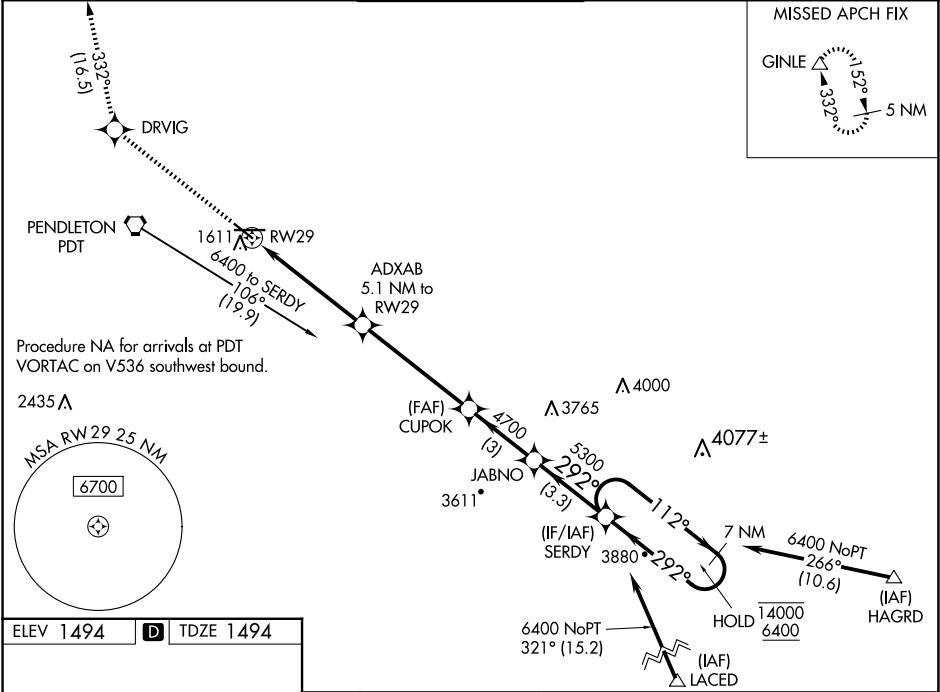 MISSED APCH FIX
GINLE
152°
332°
5 NM
332°
(16.5)
DRVIG
PENDLETON
PDT
1611
RW29
6400 to SERDY
106°
(19.9)
ADXAB
5.1 NM to
RW29
Procedure NA for arrivals at PDT
VORTAC on V536 southwest bound.
2435
MSA RW 29 25 NM
6700
(FAF)
CUPOK
4700
(3)
3765
4000
4077±
JABNO
5300
292°
(3.3)
3611
112°
7 NM
(IF/IAF)
SERDY
3880
292°
6400 NoPT
266°
(10.6)
(IAF)
HAGRD
HOLD
14000
6400
6400 NoPT
321° (15.2)
(IAF)
LACED
ELEV 1494
D
TDZE 1494